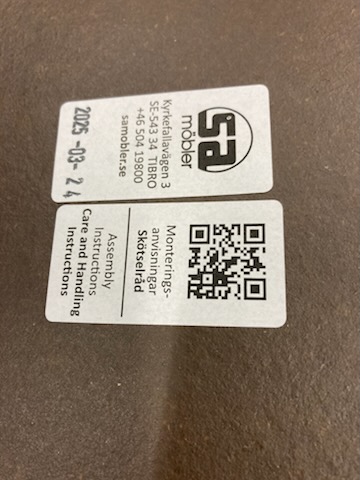 sa
möbler
Kyrkefallavägen 3
SE-543 34 TIBRO
+46 504 19800
samobler.se
2025 -03- 24
Monterings-
anvisningar
Skötselråd
Assembly
Instructions
Care and Handling
Instructions